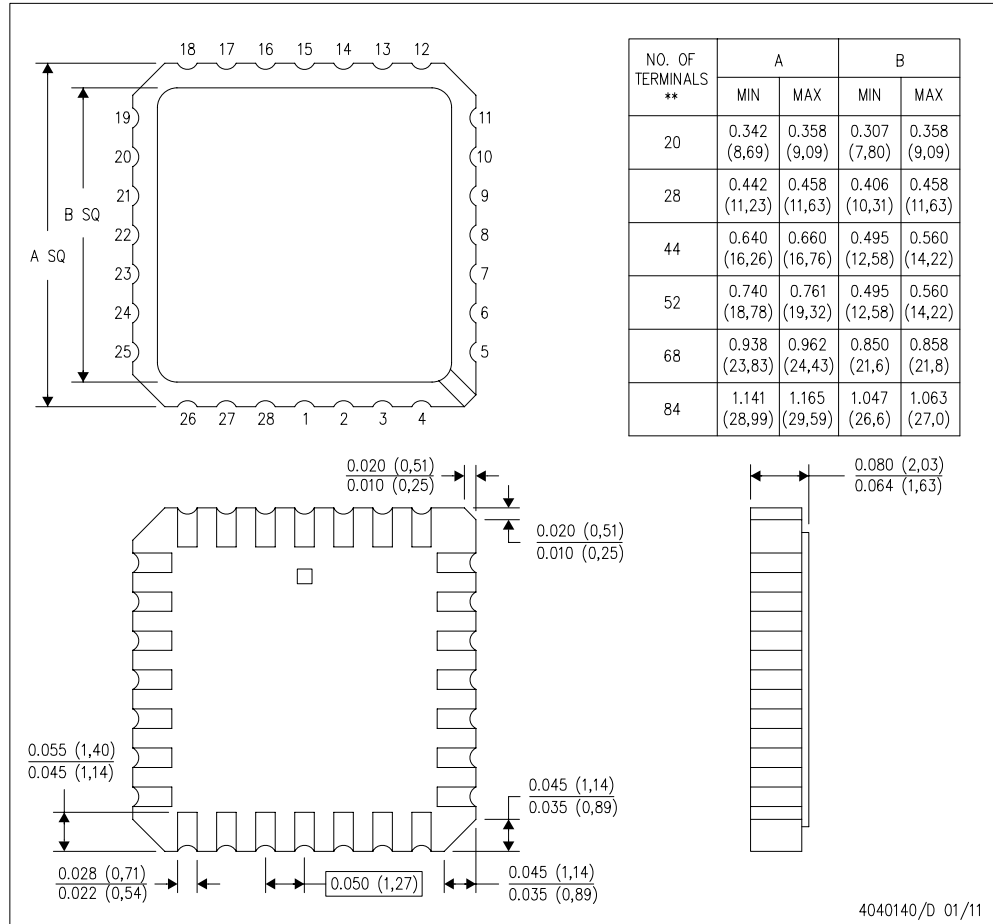 18 17 16 15 14 13 12
19
20
21
22
23
24
25
11
10
9
8
7
6
5
B SQ
A SQ
26 27 28 1 2 3 4
NO. OF TERMINALS ** A B
MIN MAX MIN MAX
20 0.342 (8,69) 0.358 (9,09) 0.307 (7,80) 0.358 (9,09)
28 0.442 (11,23) 0.458 (11,63) 0.406 (10,31) 0.458 (11,63)
44 0.640 (16,26) 0.660 (16,76) 0.495 (12,58) 0.560 (14,22)
52 0.740 (18,78) 0.761 (19,32) 0.495 (12,58) 0.560 (14,22)
68 0.938 (23,83) 0.962 (24,43) 0.850 (21,6) 0.858 (21,8)
84 1.141 (28,99) 1.165 (29,59) 1.047 (26,6) 1.063 (27,0)
0.020 (0,51)
0.010 (0,25)
0.020 (0,51)
0.010 (0,25)
0.080 (2,03)
0.064 (1,63)
0.055 (1,40)
0.045 (1,14)
0.045 (1,14)
0.035 (0,89)
0.028 (0,71)
0.022 (0,54)
0.050 (1,27)
0.045 (1,14)
0.035 (0,89)
4040140/D 01/11